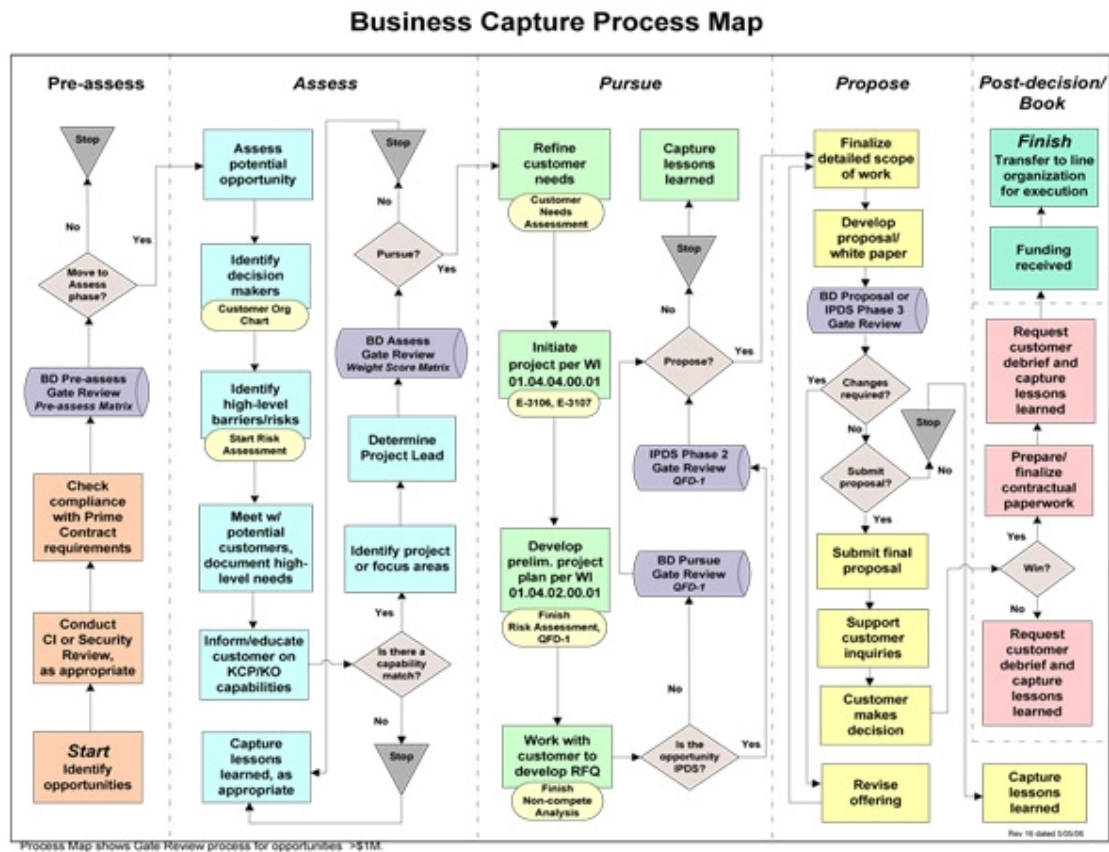 Business Capture Process Map
Pre-assess
Stop
No
Yes
Move to
Assess
phase?
BD Pre-assess
Gate Review
Pre-assess Matrix
Check
compliance
with Prime
Contract
requirements
Conduct
CI or Security
Review,
as appropriate
Start
Identify
opportunities
Assess
Assess
potential
opportunity
Identify
decision
makers
Customer Org
Chart
Identify
high-level
barriers/risks
Start Risk
Assessment
Meet w/
potential
customers,
document high-
level needs
Inform/educate
customer on
KCP/KO
capabilities
Capture
lessons
learned, as
appropriate
Stop
No
Pursue?
Yes
BD Assess
Gate Review
Weight Score Matrix
Determine
Project Lead
Identify project
or focus areas
Yes
Is there a
capability
match?
No
Stop
Pursue
Refine
customer
needs
Customer
Needs
Assessment
Initiate
project per WI
01.04.04.00.01
E-3106, E-3107
Develop
prelim. project
plan per WI
01.04.02.00.01
Finish
Risk Assessment,
QFD-1
Work with
customer to
develop RFQ
Finish
Non-compete
Analysis
Capture
lessons
learned
Stop
No
Propose?
Yes
IPDS Phase 2
Gate Review
QFD-1
BD Pursue
Gate Review
QFD-1
No
Is the
opportunity
IPDS?
Yes
Propose
Finalize
detailed scope
of work
Develop
proposal/
white paper
BD Proposal or
IPDS Phase 3
Gate Review
Yes
Changes
required?
No
Stop
Submit
proposal?
No
Yes
Submit final
proposal
Support
customer
inquiries
Customer
makes
decision
Revise
offering
Post-decision/
Book
Finish
Transfer to line
organization
for execution
Funding
received
Request
customer
debrief and
capture
lessons
learned
Prepare/
finalize
contractual
paperwork
Yes
Win?
No
Request
customer
debrief and
capture
lessons
learned
Capture
lessons
learned
Rev 16 dated 5/05/06
Process Map shows Gate Review process for opportunities >$1M.